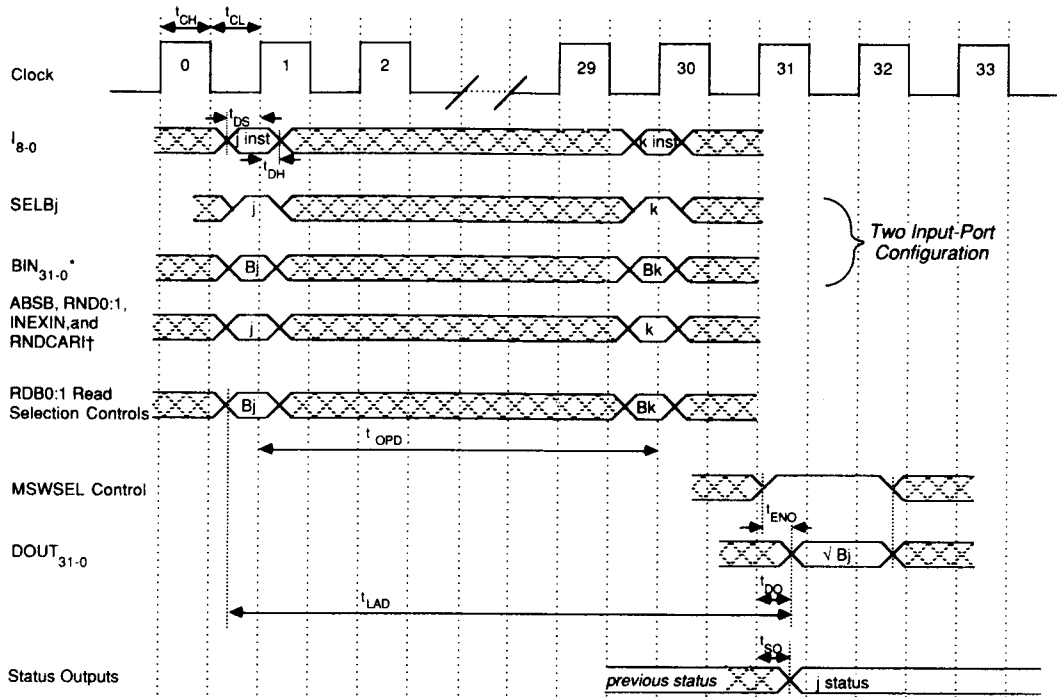 tCH tCL
Clock 0 1 2 29 30 31 32 33
tDS
I8-0 j inst k inst
tDH
SELBj j k
Two Input-Port
Configuration
BIN31-0* Bj Bk
ABSB, RND0:1,
INEXIN,and
RNDCARI† j k
RDB0:1 Read
Selection Controls Bj Bk
tOPD
MSWSEL Control
tENO
DOUT31-0 √ Bj
tDO
tLAD
tSO
Status Outputs previous status j status